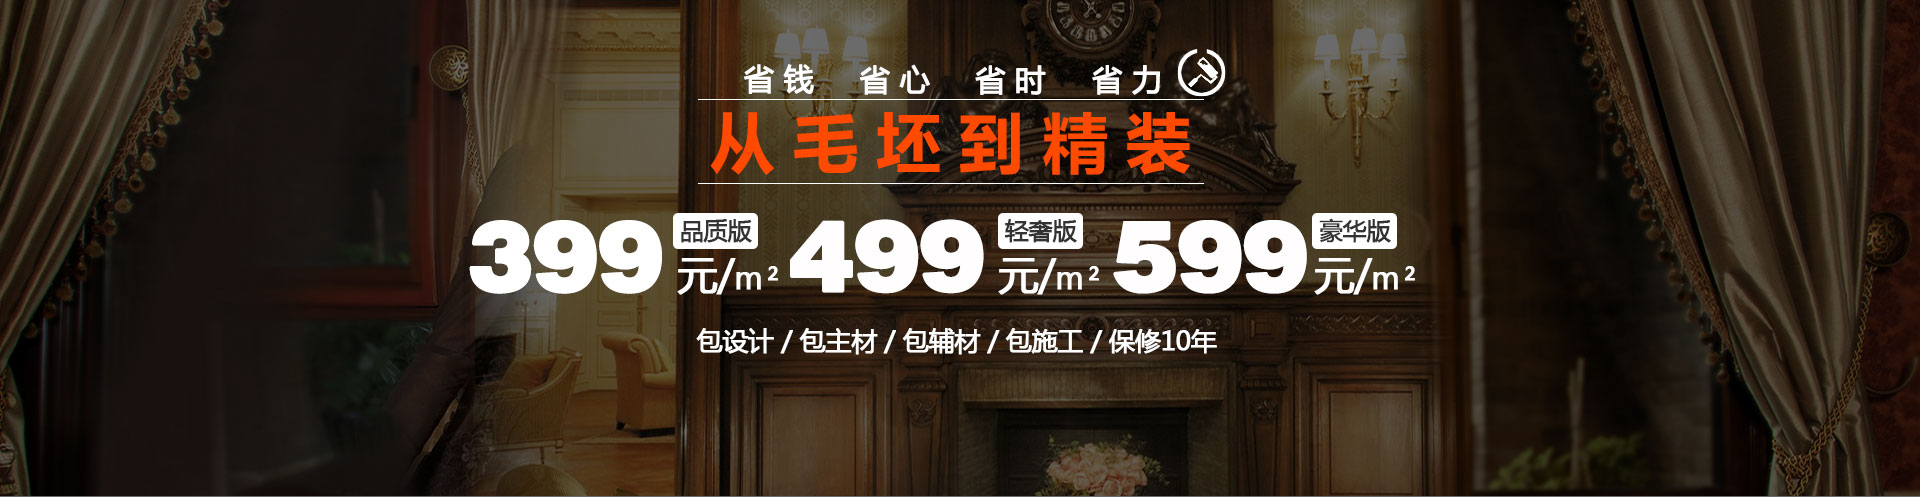 省钱 省心 省时 省力
从毛坯到精装
399 品质版 元/m² 499 轻奢版 元/m² 599 豪华版 元/m²
包设计 / 包主材 / 包辅材 / 包施工 / 保修10年